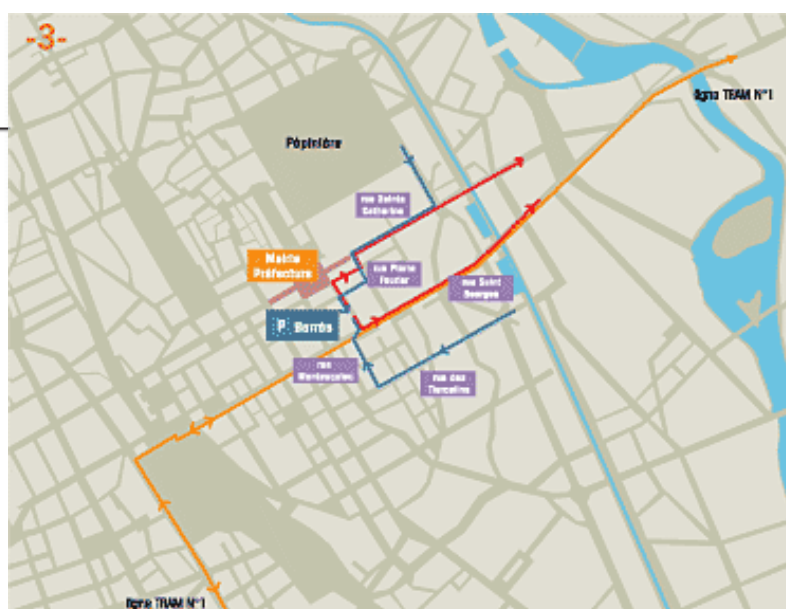 -3-
ligne TRAM N°1
Pépinière
rue Sainte
Catherine
Mairie
Préfecture
rue Pierre
Fourier
rue Saint
Georges
P Barrès
rue
Montesquieu
rue des
Tiercelins
ligne TRAM N°1